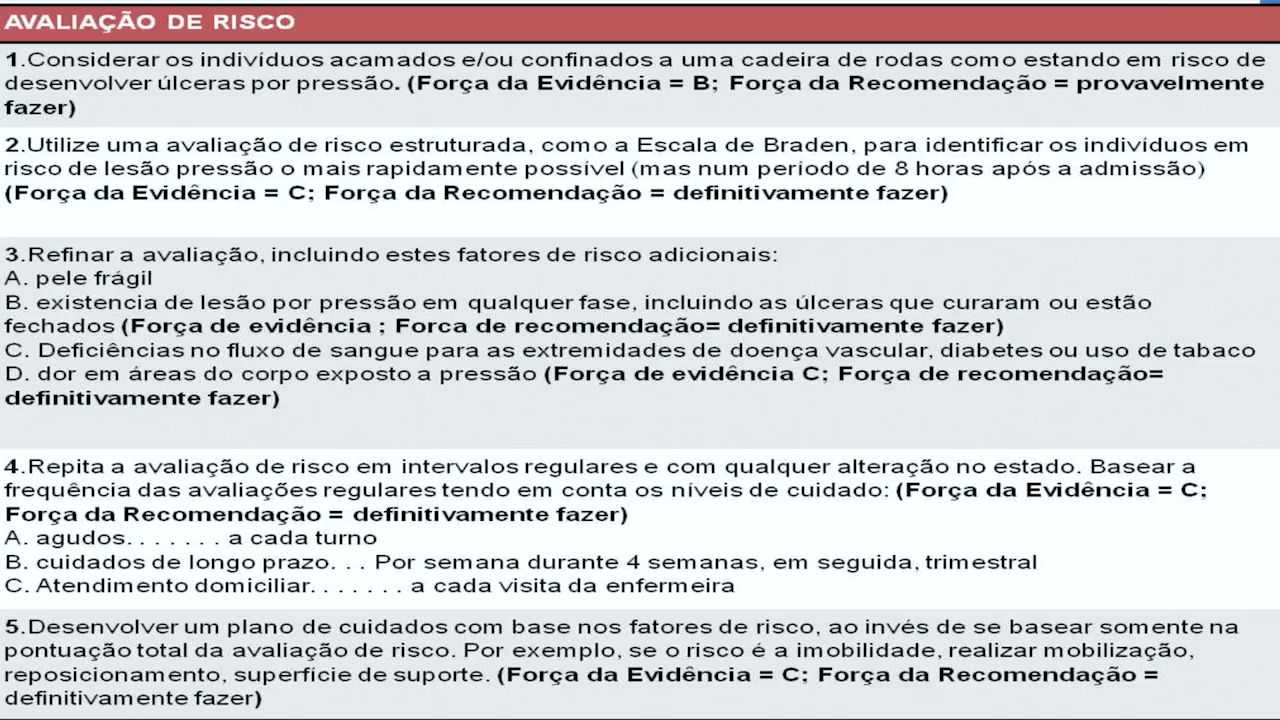 AVALIAÇÃO DE RISCO
1.Considerar os indivíduos acamados e/ou confinados a uma cadeira de rodas como estando em risco de
desenvolver úlceras por pressão. (Força da Evidência = B; Força da Recomendação = provavelmente
fazer)
2.Utilize uma avaliação de risco estruturada, como a Escala de Braden, para identificar os indivíduos em
risco de lesão pressão o mais rapidamente possível (mas num período de 8 horas após a admissão)
(Força da Evidência = C; Força da Recomendação = definitivamente fazer)
3.Refinar a avaliação, incluindo estes fatores de risco adicionais:
A. pele frágil
B. existencia de lesão por pressão em qualquer fase, incluindo as úlceras que curaram ou estão
fechados (Força de evidência ; Forca de recomendação= definitivamente fazer)
C. Deficiências no fluxo de sangue para as extremidades de doença vascular, diabetes ou uso de tabaco
D. dor em áreas do corpo exposto a pressão (Força de evidência C; Força de recomendação=
definitivamente fazer)
4.Repita a avaliação de risco em intervalos regulares e com qualquer alteração no estado. Basear a
frequência das avaliações regulares tendo em conta os níveis de cuidado: (Força da Evidência = C;
Força da Recomendação = definitivamente fazer)
A. agudos. . . . . . . a cada turno
B. cuidados de longo prazo. . . Por semana durante 4 semanas, em seguida, trimestral
C. Atendimento domiciliar. . . . . . . a cada visita da enfermeira
5.Desenvolver um plano de cuidados com base nos fatores de risco, ao invés de se basear somente na
pontuação total da avaliação de risco. Por exemplo, se o risco é a imobilidade, realizar mobilização,
reposicionamento, superfície de suporte. (Força da Evidência = C; Força da Recomendação =
definitivamente fazer)